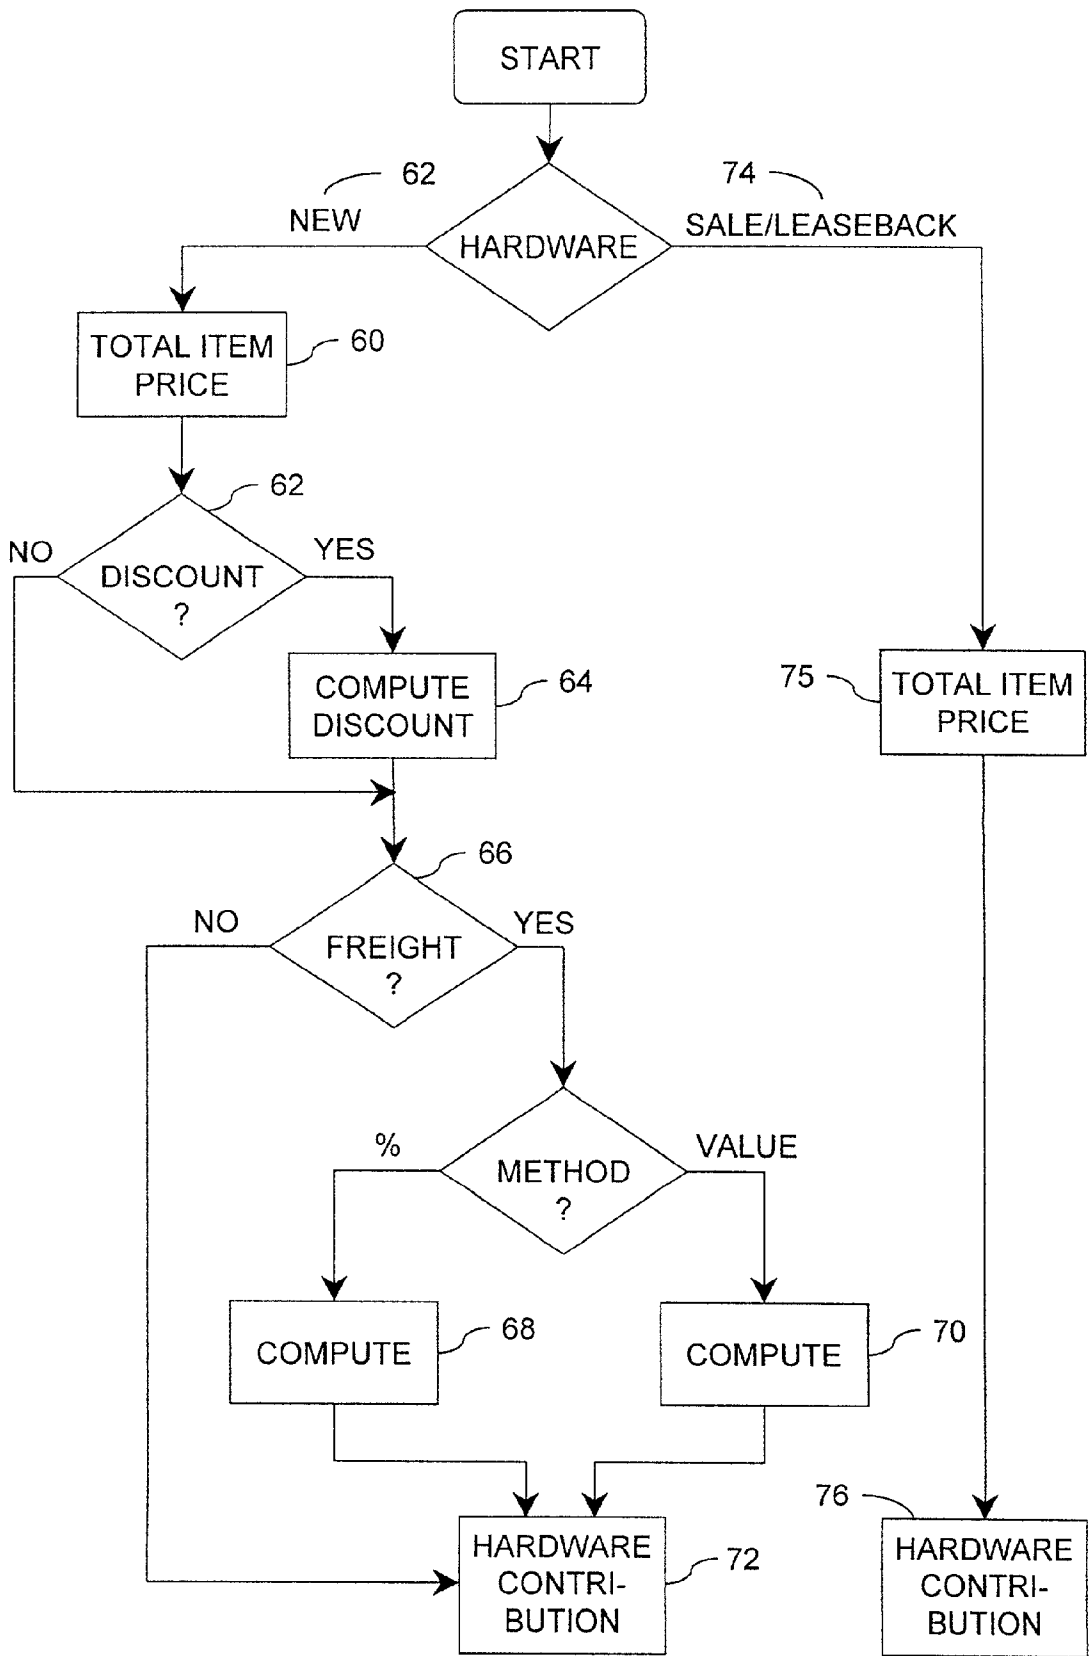 START
62
74
NEW
SALE/LEASEBACK
HARDWARE
TOTAL ITEM
PRICE
60
62
NO
YES
DISCOUNT
?
COMPUTE
DISCOUNT
64
75
TOTAL ITEM
PRICE
66
NO
YES
FREIGHT
?
%
VALUE
METHOD
?
COMPUTE
68
COMPUTE
70
HARDWARE
CONTRI-
BUTION
72
76
HARDWARE
CONTRI-
BUTION